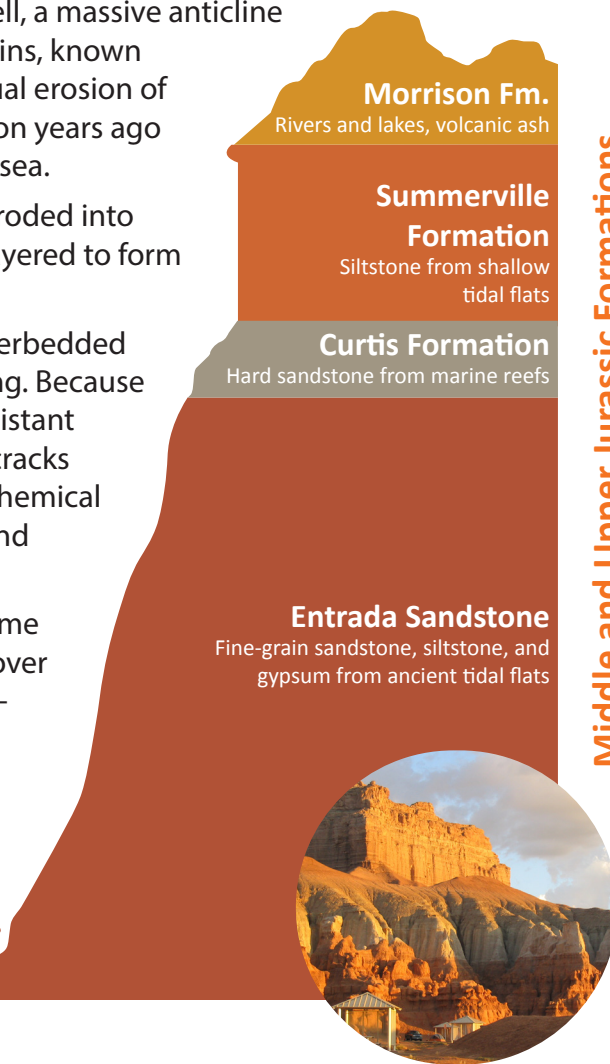 ell, a massive anticline
ins, known
ual erosion of
on years ago
sea.
roded into
yered to form
erbedded
ng. Because
istant
tracks
hemical
nd
me
over
-
Morrison Fm.
Rivers and lakes, volcanic ash
Summerville
Formation
Siltstone from shallow
tidal flats
Curtis Formation
Hard sandstone from marine reefs
Entrada Sandstone
Fine-grain sandstone, siltstone, and
gypsum from ancient tidal flats
Middle and Upper Jurassic Formations